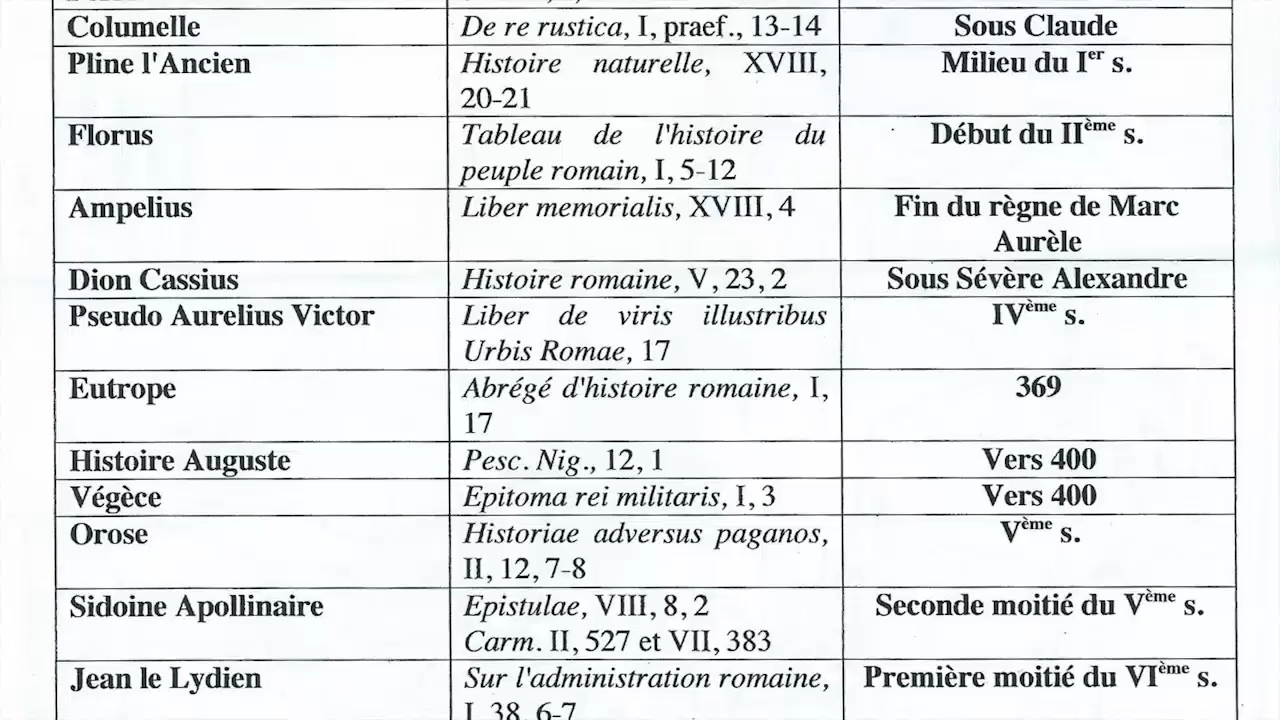 Columelle De re rustica, I, praef., 13-14 Sous Claude
Pline l'Ancien Histoire naturelle, XVIII, Milieu du Ier s.
20-21
Florus Tableau de l'histoire du Début du IIème s.
peuple romain, I, 5-12
Ampelius Liber memorialis, XVIII, 4 Fin du règne de Marc
Aurèle
Dion Cassius Histoire romaine, V, 23, 2 Sous Sévère Alexandre
Pseudo Aurelius Victor Liber de viris illustribus IVème s.
Urbis Romae, 17
Eutrope Abrégé d'histoire romaine, I, 369
17
Histoire Auguste Pesc. Nig., 12, 1 Vers 400
Végèce Epitoma rei militaris, I, 3 Vers 400
Orose Historiae adversus paganos, Vème s.
II, 12, 7-8
Sidoine Apollinaire Epistulae, VIII, 8, 2 Seconde moitié du Vème s.
Carm. II, 527 et VII, 383
Jean le Lydien Sur l'administration romaine, Première moitié du VIème s.
I, 38, 6-7